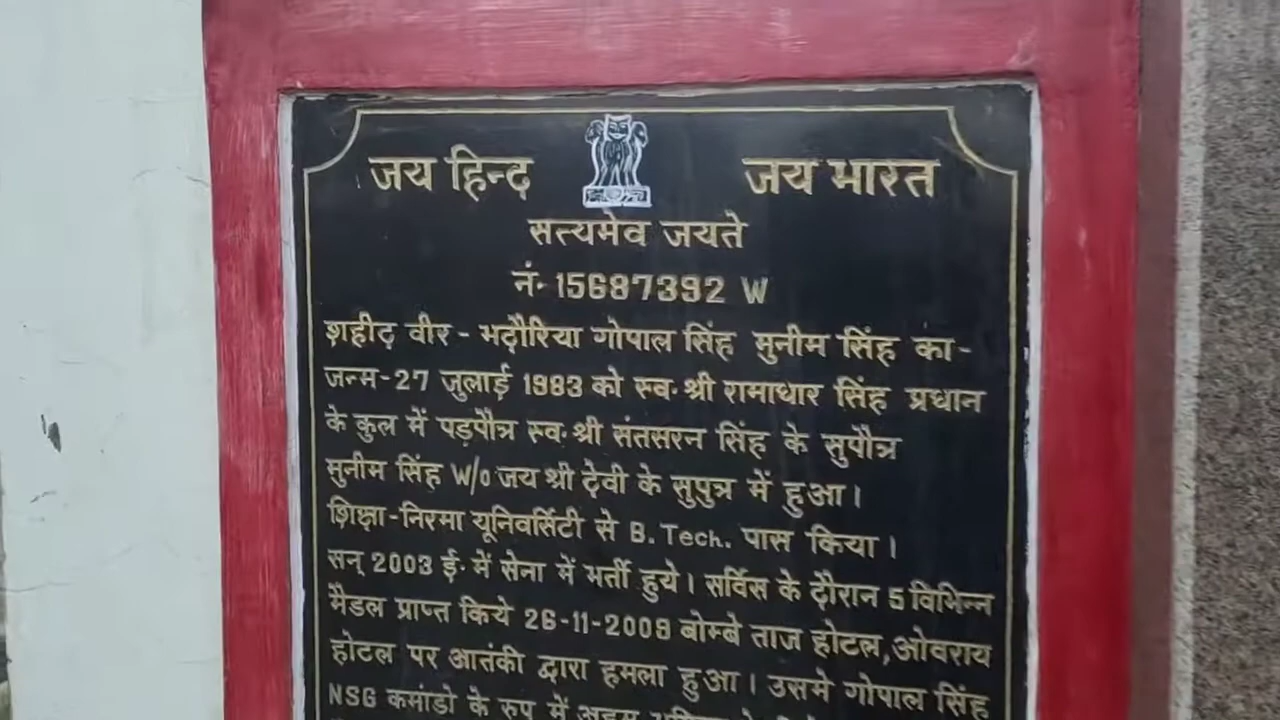 जय हिन्द जय भारत
सत्यमेव जयते
नं. 15687392 W
शहीद वीर - भदौरिया गोपाल सिंह मुनीम सिंह का-
जन्म-27 जुलाई 1983 को स्व. श्री रामाधार सिंह प्रधान
के कुल में पड़पौत्र स्व. श्री संतसरन सिंह के सुपौत्र
मुनीम सिंह W/o जय श्री देवी के सुपुत्र में हुआ।
शिक्षा-निरमा यूनिवर्सिटी से B. Tech. पास किया।
सन् 2003 ई. में सेना में भर्ती हुये। सर्विस के दौरान 5 विभिन्न
मैडल प्राप्त किये 26-11-2008 बोम्बे ताज होटल, ओवराय
होटल पर आतंकी द्वारा हमला हुआ। उसमे गोपाल सिंह
NSG कमांडो के रुप में अहम